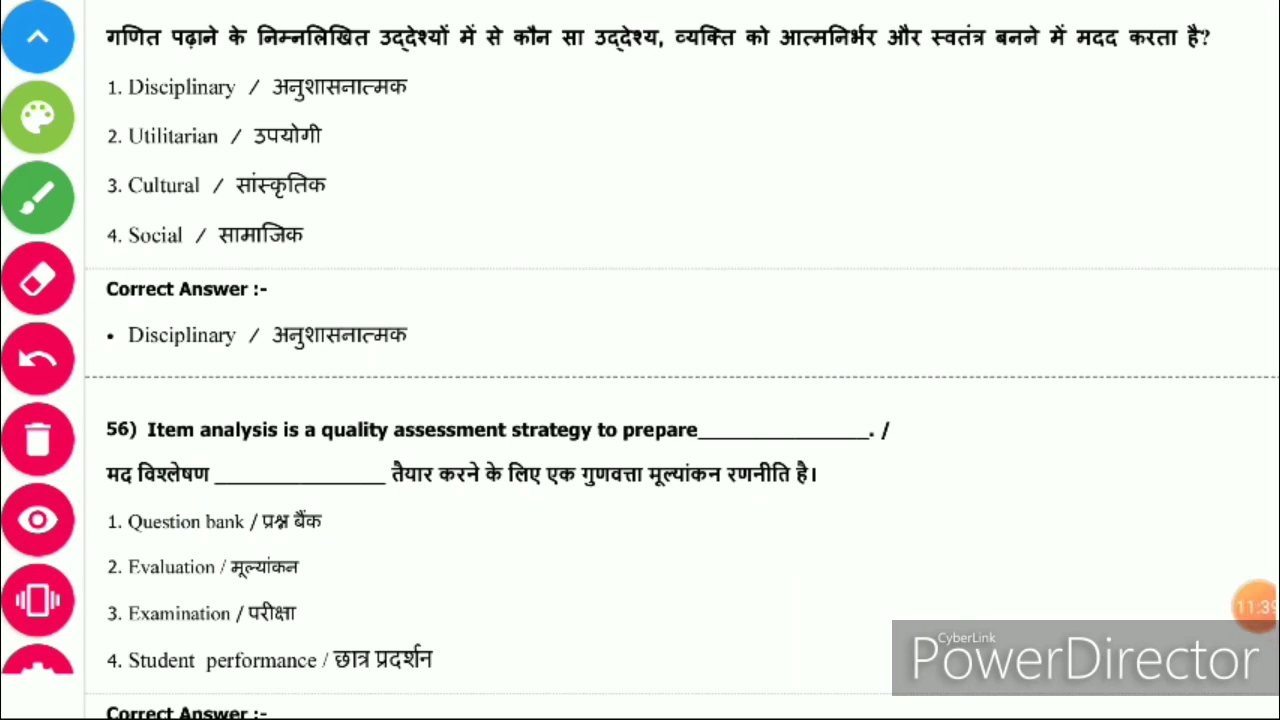 गणित पढ़ाने के निम्नलिखित उद्देश्यों में से कौन सा उद्देश्य, व्यक्ति को आत्मनिर्भर और स्वतंत्र बनने में मदद करता है?
1. Disciplinary / अनुशासनात्मक
2. Utilitarian / उपयोगी
3. Cultural / सांस्कृतिक
4. Social / सामाजिक
Correct Answer :-
• Disciplinary / अनुशासनात्मक
56) Item analysis is a quality assessment strategy to prepare________________. /
मद विश्लेषण ________________ तैयार करने के लिए एक गुणवत्ता मूल्यांकन रणनीति है।
1. Question bank / प्रश्न बैंक
2. Evaluation / मूल्यांकन
3. Examination / परीक्षा
4. Student performance / छात्र प्रदर्शन
Correct Answer :-
11:39
CyberLink
PowerDirector